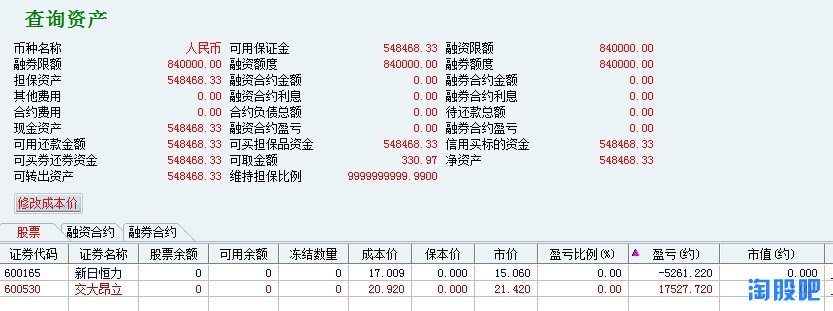 查询资产
币种名称 人民币 可用保证金 548468.33 融资限额 840000.00
融券限额 840000.00 融资额度 840000.00 融券额度 840000.00
担保资产 548468.33 融资合约金额 0.00 融券合约金额 0.00
其他费用 0.00 融资合约利息 0.00 融券合约利息 0.00
合约费用 0.00 合约负债总额 0.00 待还款总额 0.00
现金资产 548468.33 融资合约盈亏 0.00 融券合约盈亏 0.00
可用还款金额 548468.33 可买担保品资金 548468.33 信用买标的资金 548468.33
可买券还券资金 548468.33 可取金额 330.97 净资产 548468.33
可转出资产 548468.33 维持担保比例 9999999999.9900
修改成本价
股票 融资合约 融券合约
证券代码 证券名称 股票余额 可用余额 冻结数量 成本价 保本价 市价 盈亏比例(%) 盈亏(约) 市值(约)
600165 新日恒力 0 0 0 17.009 0.000 15.060 0.00 -5261.220 0.000
600530 交大昂立 0 0 0 20.920 0.000 21.420 0.00 17527.720
淘股吧